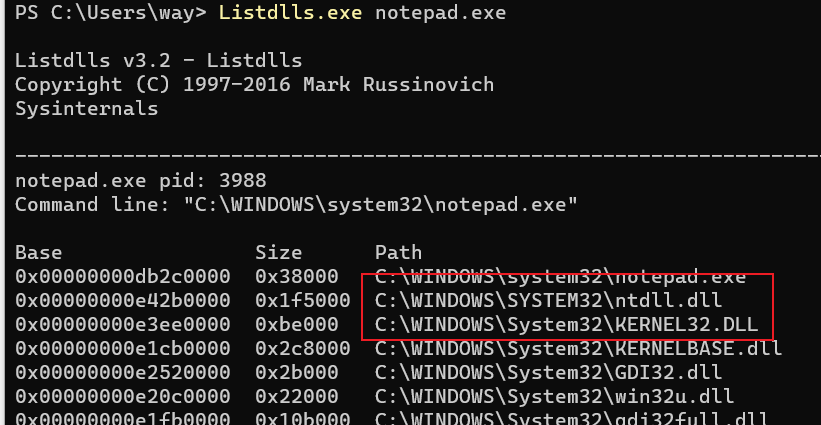 PS C:\Users\way> Listdlls.exe notepad.exe
Listdlls v3.2 - Listdlls
Copyright (C) 1997-2016 Mark Russinovich
Sysinternals
------------------------------------------------------------------------------
notepad.exe pid: 3988
Command line: "C:\WINDOWS\system32\notepad.exe"
Base Size Path
0x00000000db2c0000 0x38000 C:\WINDOWS\system32\notepad.exe
0x00000000e42b0000 0x1f5000 C:\WINDOWS\SYSTEM32\ntdll.dll
0x00000000e3ee0000 0xbe000 C:\WINDOWS\System32\KERNEL32.DLL
0x00000000e1cb0000 0x2c8000 C:\WINDOWS\System32\KERNELBASE.dll
0x00000000e2520000 0x2b000 C:\WINDOWS\System32\GDI32.dll
0x00000000e20c0000 0x22000 C:\WINDOWS\System32\win32u.dll
0x00000000e1fb0000 0x10b000 C:\WINDOWS\System32\gdi32full.dll